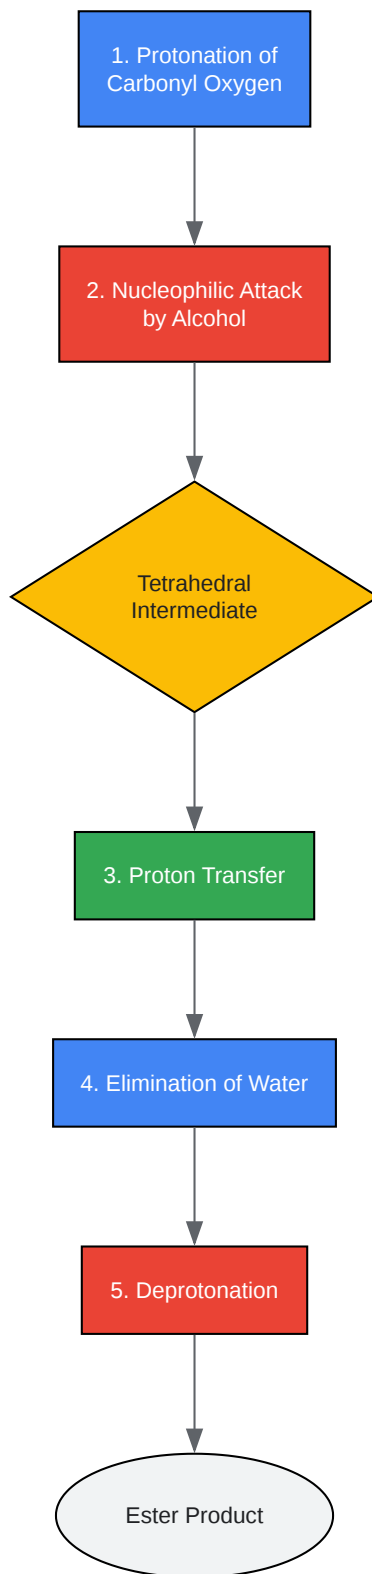 1. Protonation of
Carbonyl Oxygen
2. Nucleophilic Attack
by Alcohol
Tetrahedral
Intermediate
3. Proton Transfer
4. Elimination of Water
5. Deprotonation
Ester Product